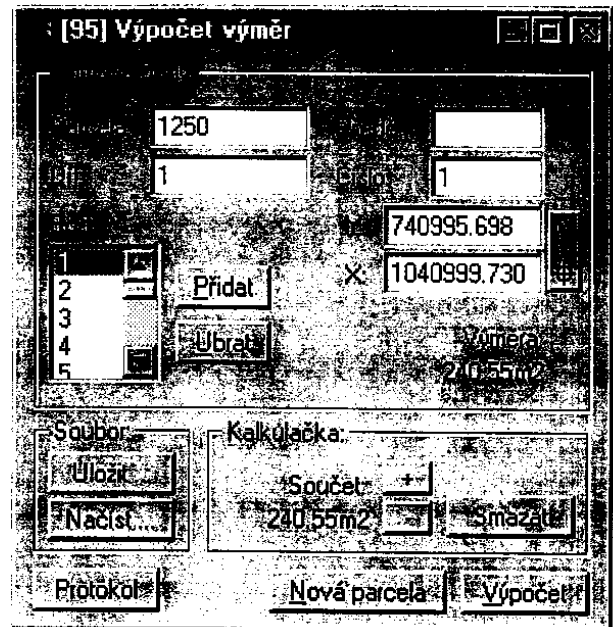 [95] Výpočet výměr
1250
1
1
740995.698
X: 1040999.730
1
2
3
4
5
Přidat
Ubrat
Výměra:
240.55m2
Soubor:
Uložit...
Načíst...
Kalkulačka:
Součet:
240.55m2
+
-
Smazat
Protokol
Nová parcela
Výpočet